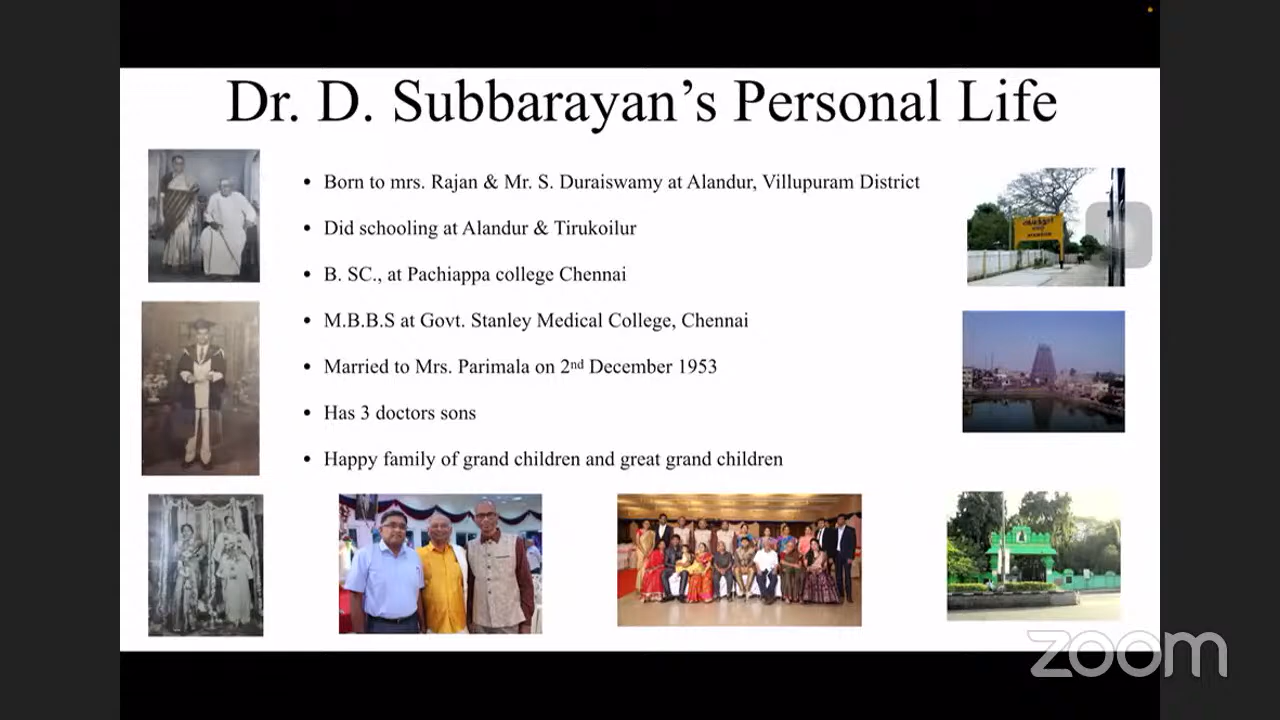 Dr. D. Subbarayan’s Personal Life
• Born to mrs. Rajan & Mr. S. Duraiswamy at Alandur, Villupuram District
• Did schooling at Alandur & Tirukoilur
• B. SC., at Pachiappa college Chennai
• M.B.B.S at Govt. Stanley Medical College, Chennai
• Married to Mrs. Parimala on 2nd December 1953
• Has 3 doctors sons
• Happy family of grand children and great grand children
zoom